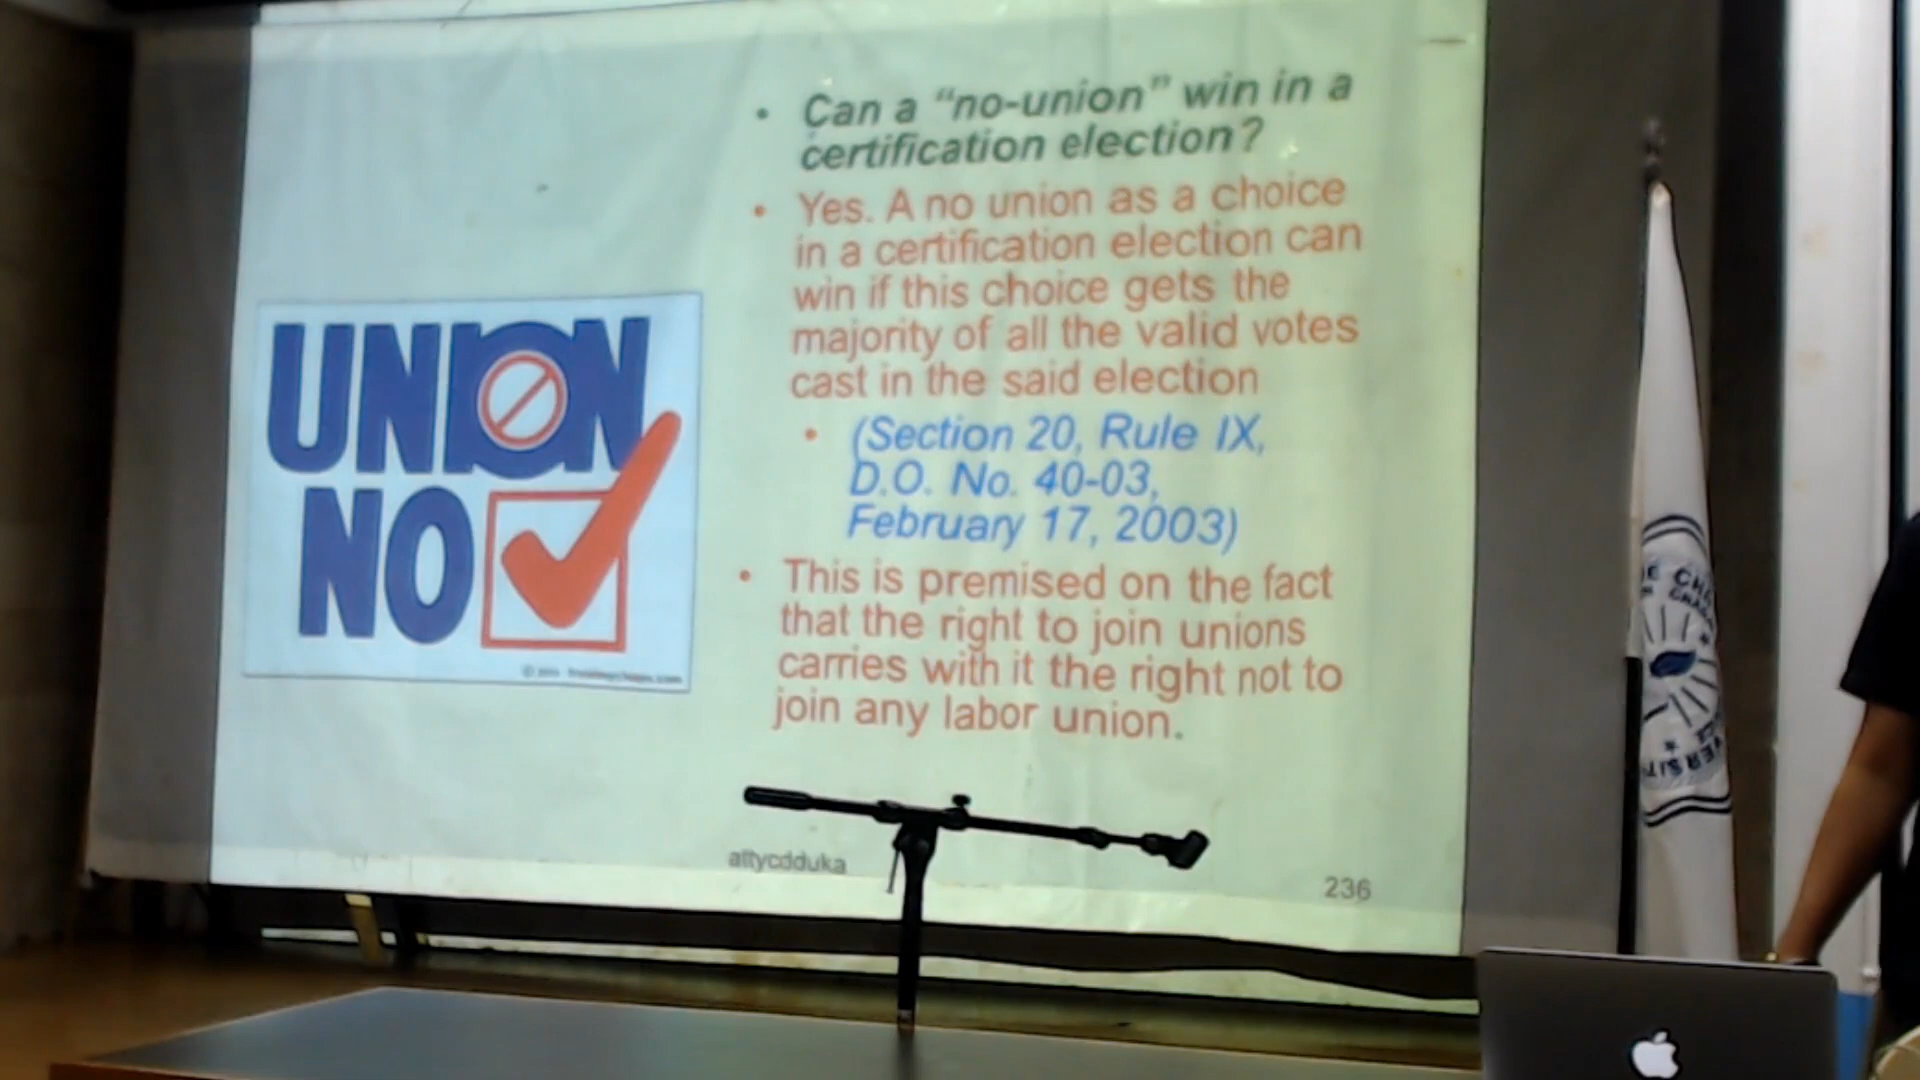 Can a “no-union” win in a
certification election?
Yes. A no union as a choice
in a certification election can
win if this choice gets the
majority of all the valid votes
cast in the said election
(Section 20, Rule IX,
D.O. No. 40-03,
February 17, 2003)
This is premised on the fact
that the right to join unions
carries with it the right not to
join any labor union.
UNION
NO
attycdduka
236